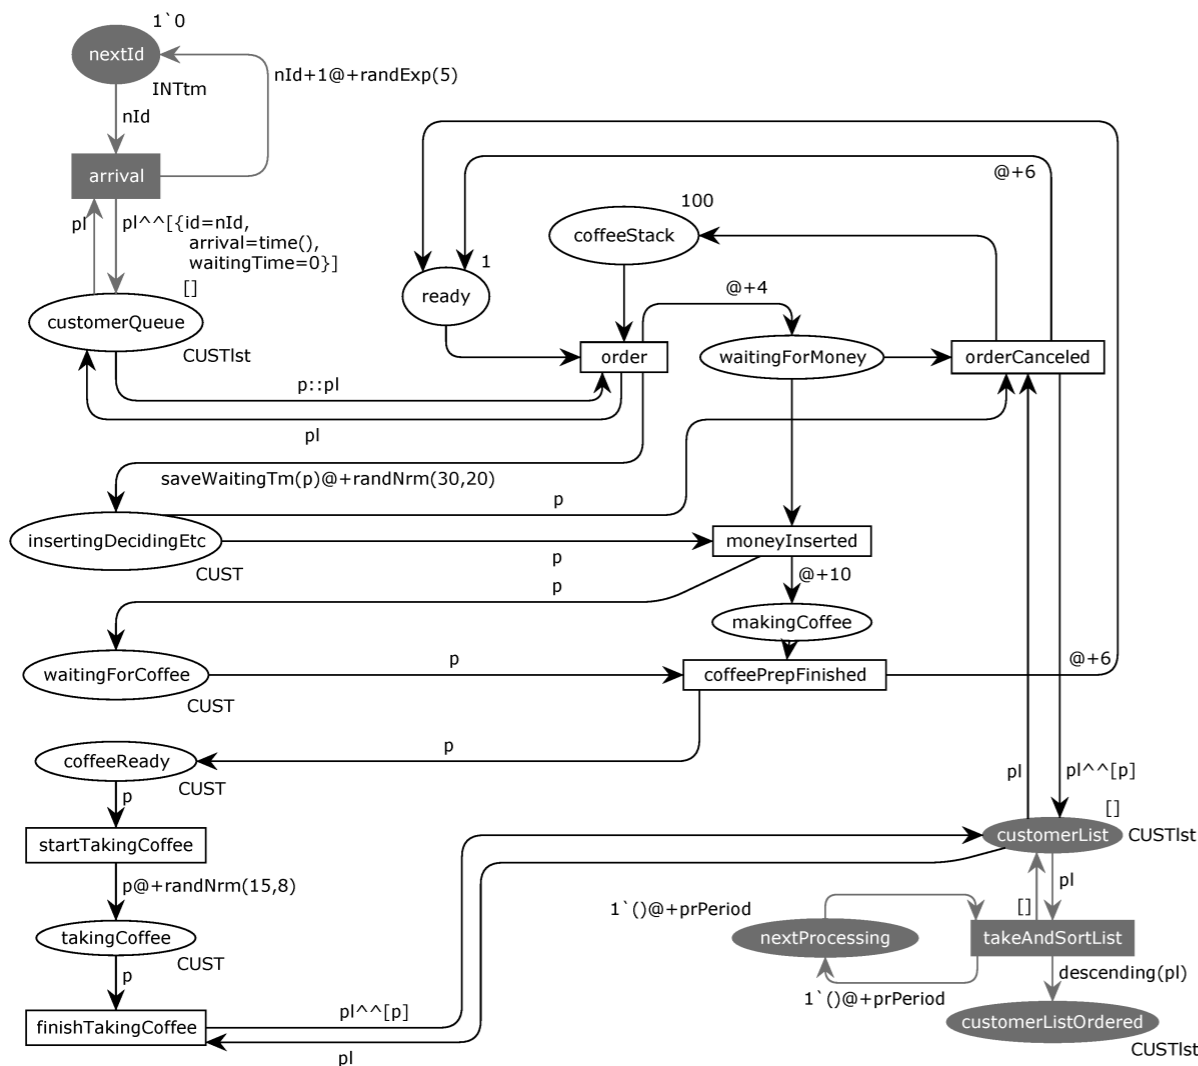 1`0
nextId
INTtm
nId+1@+randExp(5)
nId
arrival
pl
pl^^[{id=nId,
arrival=time(),
waitingTime=0}]
[]
customerQueue
CUSTlst
@+6
100
coffeeStack
1
ready
@+4
order
waitingForMoney
orderCanceled
p::pl
pl
saveWaitingTm(p)@+randNrm(30,20)
p
insertingDecidingEtc
CUST
moneyInserted
p
@+10
p
makingCoffee
waitingForCoffee
CUST
p
coffeePrepFinished
@+6
p
coffeeReady
CUST
p
startTakingCoffee
p@+randNrm(15,8)
takingCoffee
CUST
p
finishTakingCoffee
pl^^[p]
pl
pl
pl^^[p]
[]
customerList
CUSTlst
pl
[]
1`()@+prPeriod
nextProcessing
takeAndSortList
1`()@+prPeriod
descending(pl)
customerListOrdered
CUSTlst